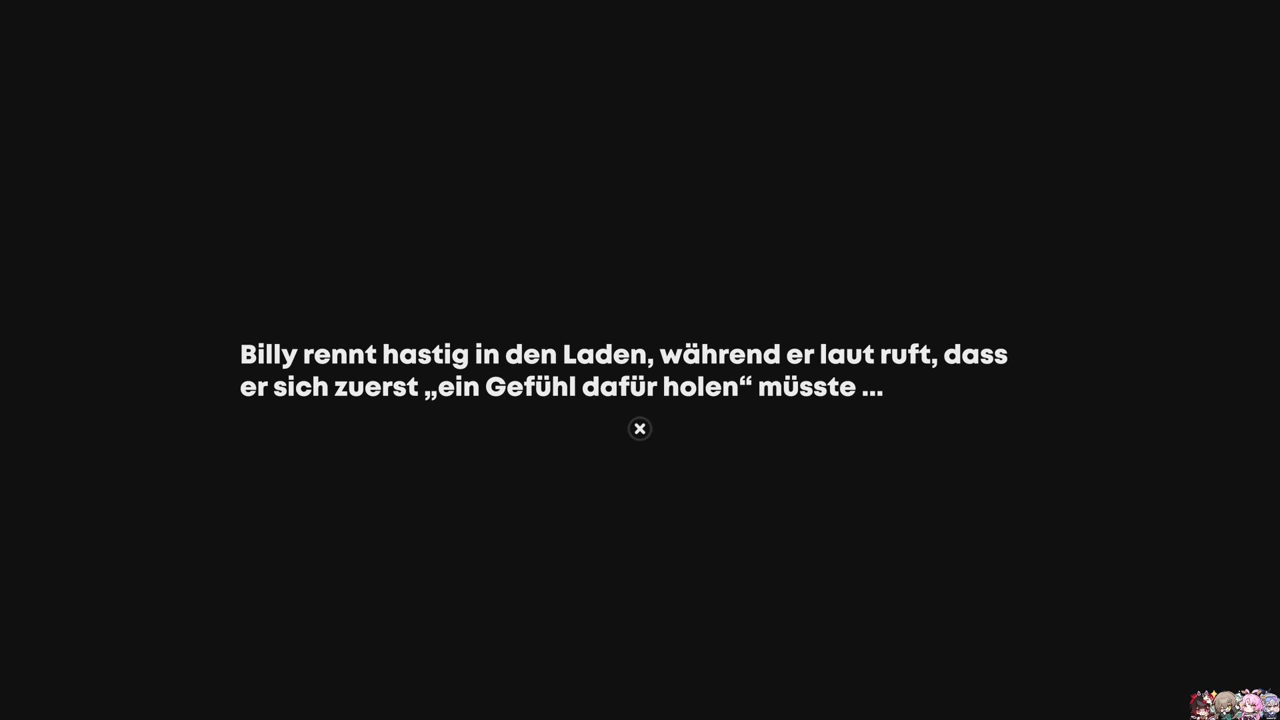 Billy rennt hastig in den Laden, während er laut ruft, dass
er sich zuerst „ein Gefühl dafür holen“ müsste ...